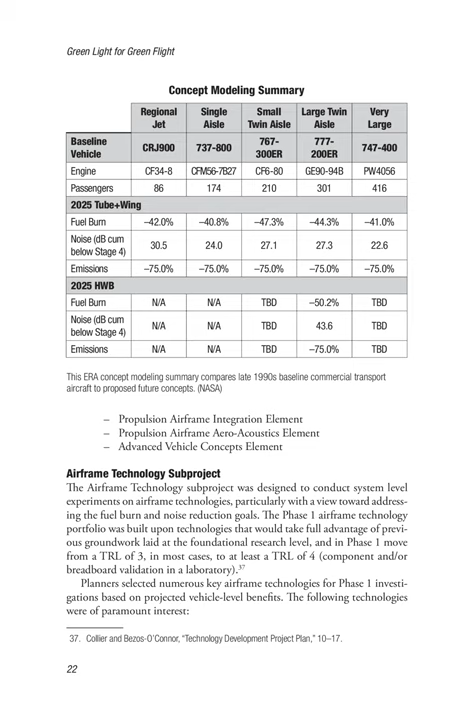 Green Light for Green Flight
Concept Modeling Summary
Regional Jet Single Aisle Small Twin Aisle Large Twin Aisle Very Large
Baseline Vehicle CRJ900 737-800 767-300ER 777-200ER 747-400
Engine CF34-8 CFM56-7B27 CF6-80 GE90-94B PW4056
Passengers 86 174 210 301 416
2025 Tube+Wing
Fuel Burn –42.0% –40.8% –47.3% –44.3% –41.0%
Noise (dB cum below Stage 4) 30.5 24.0 27.1 27.3 22.6
Emissions –75.0% –75.0% –75.0% –75.0% –75.0%
2025 HWB
Fuel Burn N/A N/A TBD –50.2% TBD
Noise (dB cum below Stage 4) N/A N/A TBD 43.6 TBD
Emissions N/A N/A TBD –75.0% TBD
This ERA concept modeling summary compares late 1990s baseline commercial transport
aircraft to proposed future concepts. (NASA)
– Propulsion Airframe Integration Element
– Propulsion Airframe Aero-Acoustics Element
– Advanced Vehicle Concepts Element
Airframe Technology Subproject
The Airframe Technology subproject was designed to conduct system level
experiments on airframe technologies, particularly with a view toward address-
ing the fuel burn and noise reduction goals. The Phase 1 airframe technology
portfolio was built upon technologies that would take full advantage of previ-
ous groundwork laid at the foundational research level, and in Phase 1 move
from a TRL of 3, in most cases, to at least a TRL of 4 (component and/or
breadboard validation in a laboratory).37
Planners selected numerous key airframe technologies for Phase 1 investi-
gations based on projected vehicle-level benefits. The following technologies
were of paramount interest:
37. Collier and Bezos-O'Connor, "Technology Development Project Plan," 10–17.
22